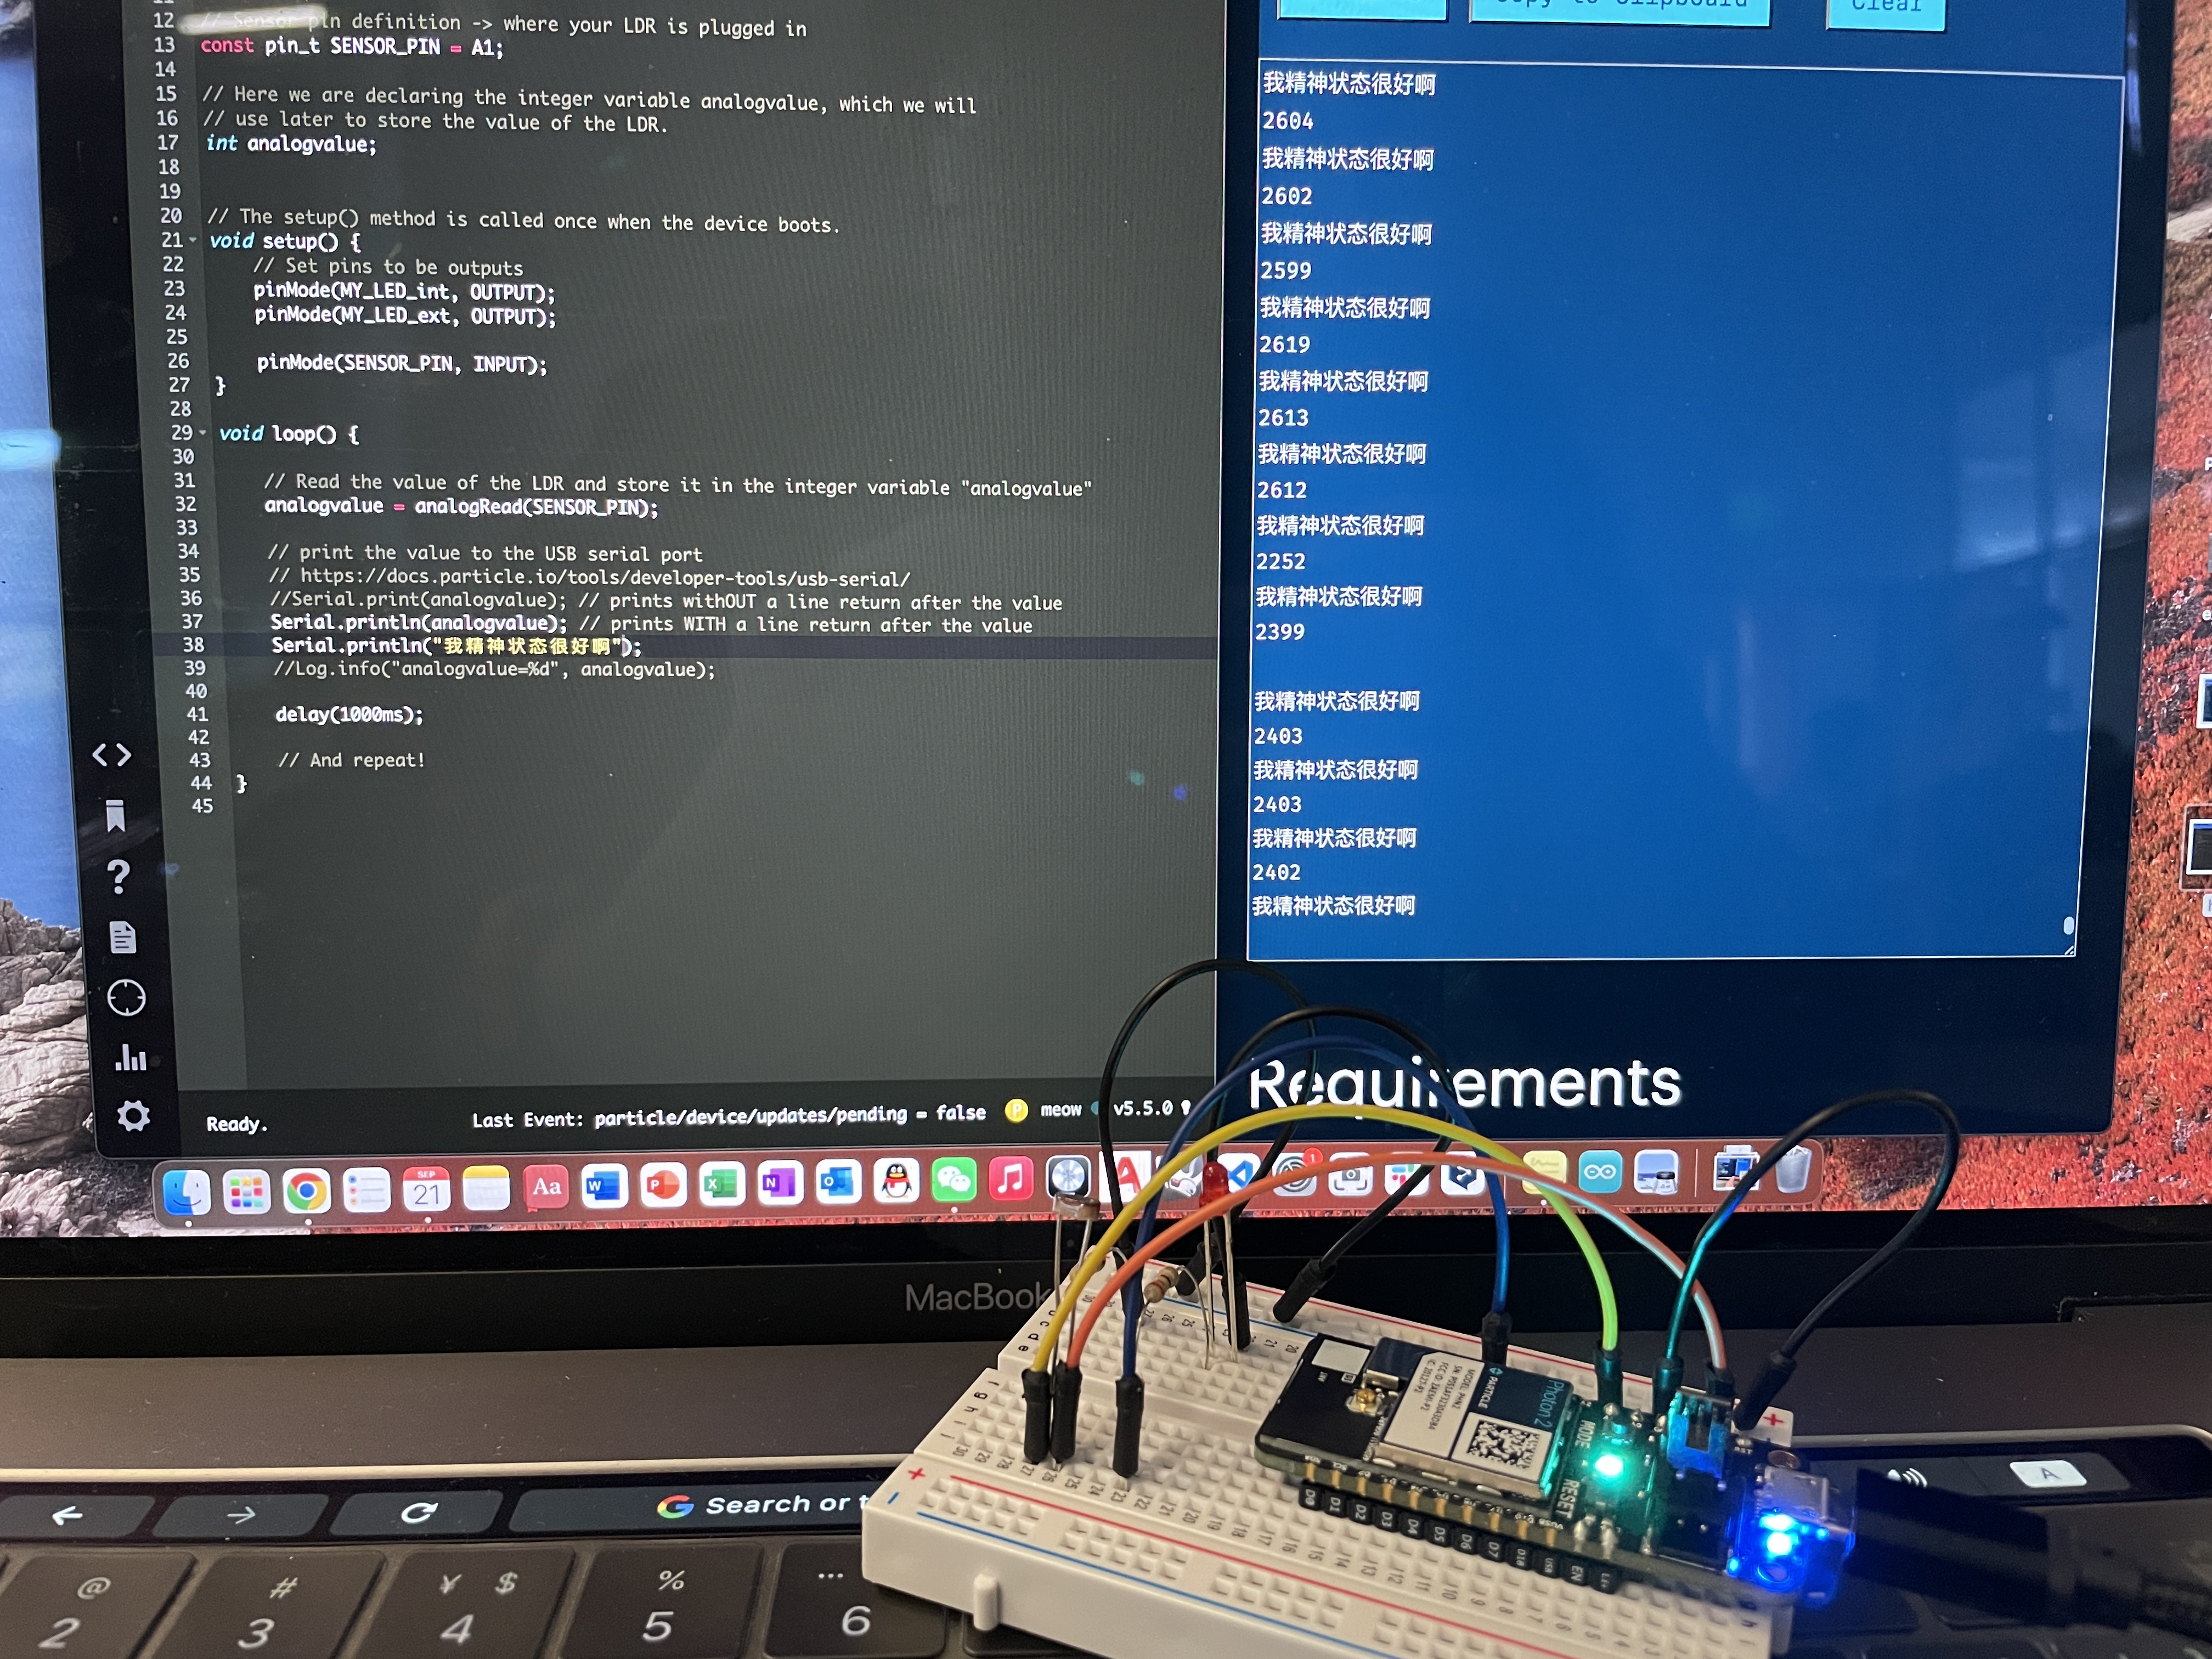 12 // Sensor pin definition -> where your LDR is plugged in
13 const pin_t SENSOR_PIN = A1;
14
15 // Here we are declaring the integer variable analogvalue, which we will
16 // use later to store the value of the LDR.
17 int analogvalue;
18
19
20 // The setup() method is called once when the device boots.
21 void setup() {
22 // Set pins to be outputs
23 pinMode(MY_LED_int, OUTPUT);
24 pinMode(MY_LED_ext, OUTPUT);
25
26 pinMode(SENSOR_PIN, INPUT);
27 }
28
29 void loop() {
30
31 // Read the value of the LDR and store it in the integer variable "analogvalue"
32 analogvalue = analogRead(SENSOR_PIN);
33
34 // print the value to the USB serial port
35 // https://docs.particle.io/tools/developer-tools/usb-serial/
36 //Serial.print(analogvalue); // prints withOUT a line return after the value
37 Serial.println(analogvalue); // prints WITH a line return after the value
38 Serial.println("我精神状态很好啊");
39 //Log.info("analogvalue=%d", analogvalue);
40
41 delay(1000ms);
42
43 // And repeat!
44 }
45
Ready.
Last Event: particle/device/updates/pending = false
meow
v5.5.0
Clear
我精神状态很好啊
2604
我精神状态很好啊
2602
我精神状态很好啊
2599
我精神状态很好啊
2619
我精神状态很好啊
2613
我精神状态很好啊
2612
我精神状态很好啊
2252
我精神状态很好啊
2399
我精神状态很好啊
2403
我精神状态很好啊
2403
我精神状态很好啊
2402
我精神状态很好啊
Requirements
SEP
21
Aa
MacBook
Search or
@
2
#
3
¥ $
4
%
5
...
6
A
PARTICLE
Photon 2
MODE
RESET
D0 D1 D2 D3 D4 D5 D6 D7 D10
EN